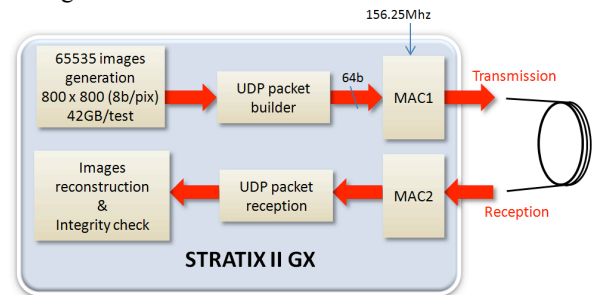 156.25Mhz
65535 images
generation
800 x 800 (8b/pix)
42GB/test
UDP packet
builder
64b
MAC1
Transmission
Images
reconstruction
&
Integrity check
UDP packet
reception
MAC2
Reception
STRATIX II GX